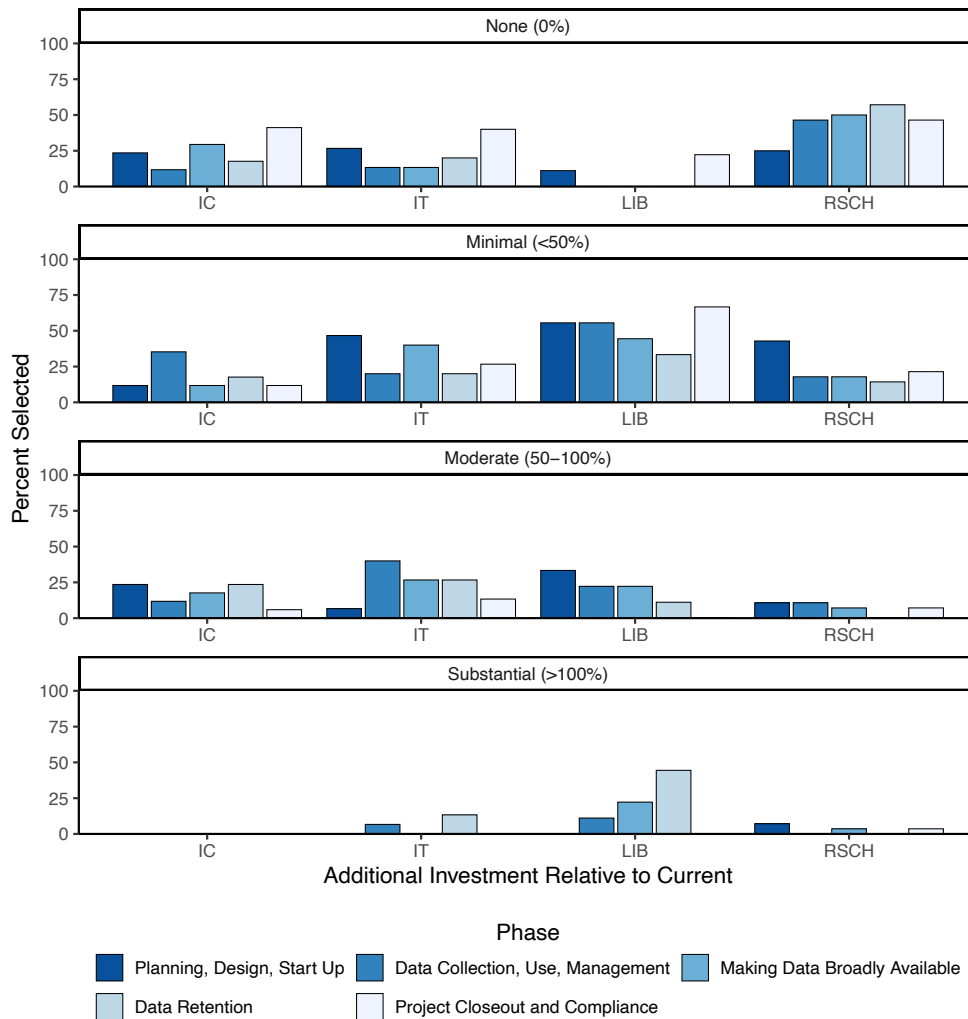 None (0%)
100
75
50
25
0
IC IT LIB RSCH
Minimal (<50%)
100
75
50
25
0
IC IT LIB RSCH
Percent Selected
Moderate (50–100%)
100
75
50
25
0
IC IT LIB RSCH
Substantial (>100%)
100
75
50
25
0
IC IT LIB RSCH
Additional Investment Relative to Current
Phase
Planning, Design, Start Up Data Collection, Use, Management Making Data Broadly Available
Data Retention Project Closeout and Compliance